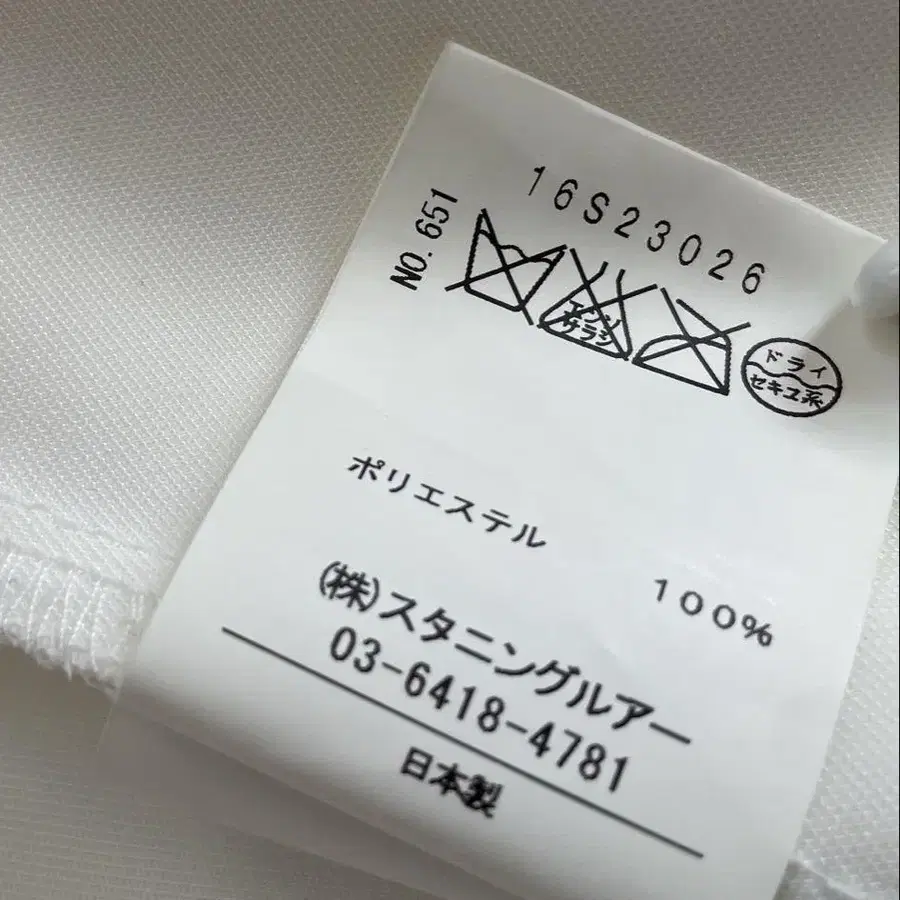 16S23026
NO. 651
エンソ
サラシ
ドライ
セキユ系
ポリエステル
100%
(株)スタニングルアー
03-6418-4781
日本製